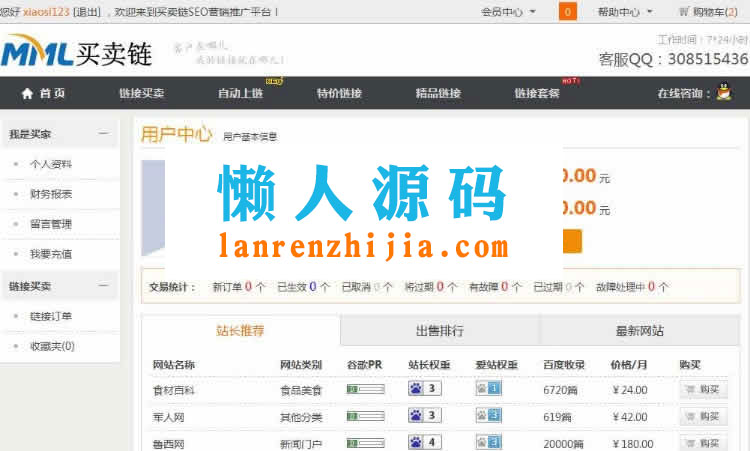 您好 xiaosi123 [退出] ，欢迎来到买卖链SEO营销推广平台！ 会员中心 0 帮助中心 购物车(2)
MML买卖链 客户在哪儿 工作时间：7*24小时
我的链接就在哪儿！ 客服QQ：308515436
首页 链接买卖 自动上链 NEW 特价链接 精品链接 链接套餐 HOT! 在线咨询：
我是买家
个人资料
财务报表
留言管理
我要充值
链接买卖
链接订单
收藏夹(0)
用户中心 用户基本信息
0.00 元
00.00 元
懒人源码
lanrenzhijia.com
交易统计： 新订单 0 个 已生效 0 个 已取消 0 个 将过期 0 个 有故障 0 个 已过期 0 个 故障处理中 0 个
站长推荐 出售排行 最新网站
网站名称 网站类别 谷歌PR 站长权重 爱站权重 百度收录 价格/月 购买
食材百科 食品美食 3 1 6720篇 ￥24.00 购买
军人网 其他分类 3 3 619篇 ￥42.00 购买
鲁西网 新闻门户 4 3 20000篇 ￥180.00 购买